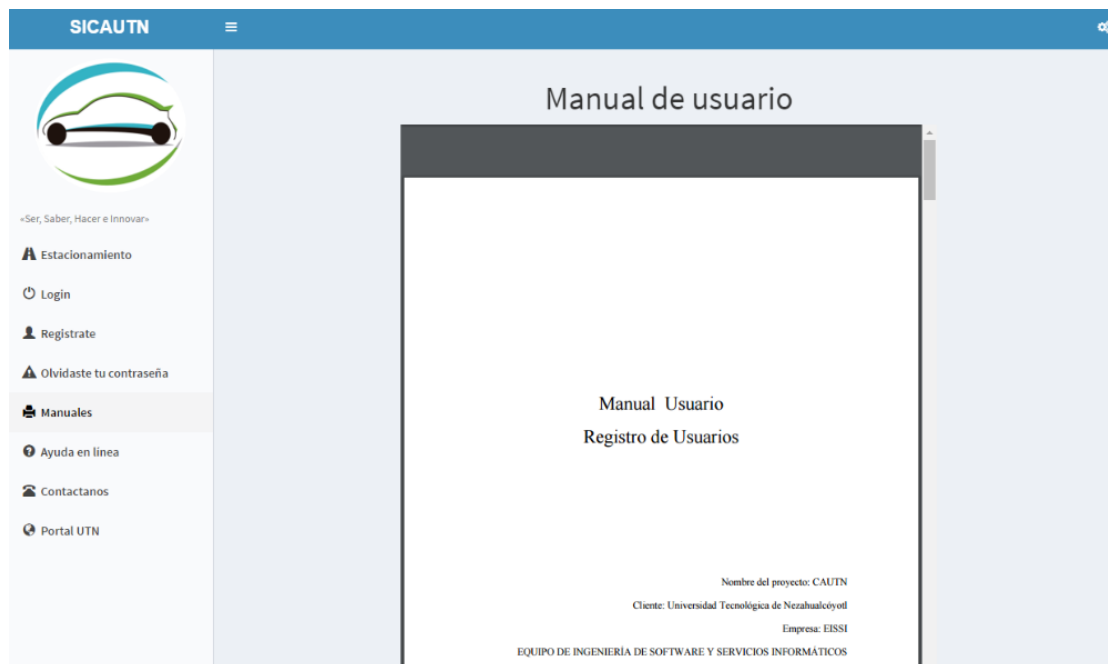 SICAUTN
«Ser, Saber, Hacer e Innovar»
Estacionamiento
Login
Registrate
Olvidaste tu contraseña
Manuales
Ayuda en línea
Contactanos
Portal UTN
Manual de usuario
Manual Usuario
Registro de Usuarios
Nombre del proyecto: CAUTN
Cliente: Universidad Tecnológica de Nezahualcóyotl
Empresa: EISSI
EQUIPO DE INGENIERÍA DE SOFTWARE Y SERVICIOS INFORMÁTICOS